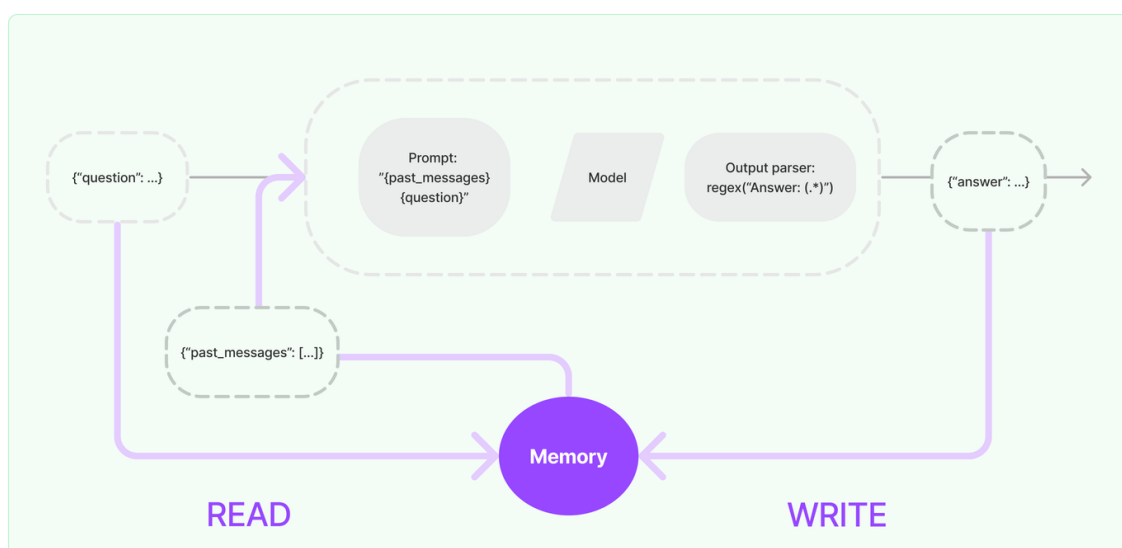 {“question”: ...}
Prompt:
”{past_messages}
{question}”
Model
Output parser:
regex(“Answer: (.*)”)
{“answer”: ...}
{“past_messages”: [...]}
Memory
READ
WRITE